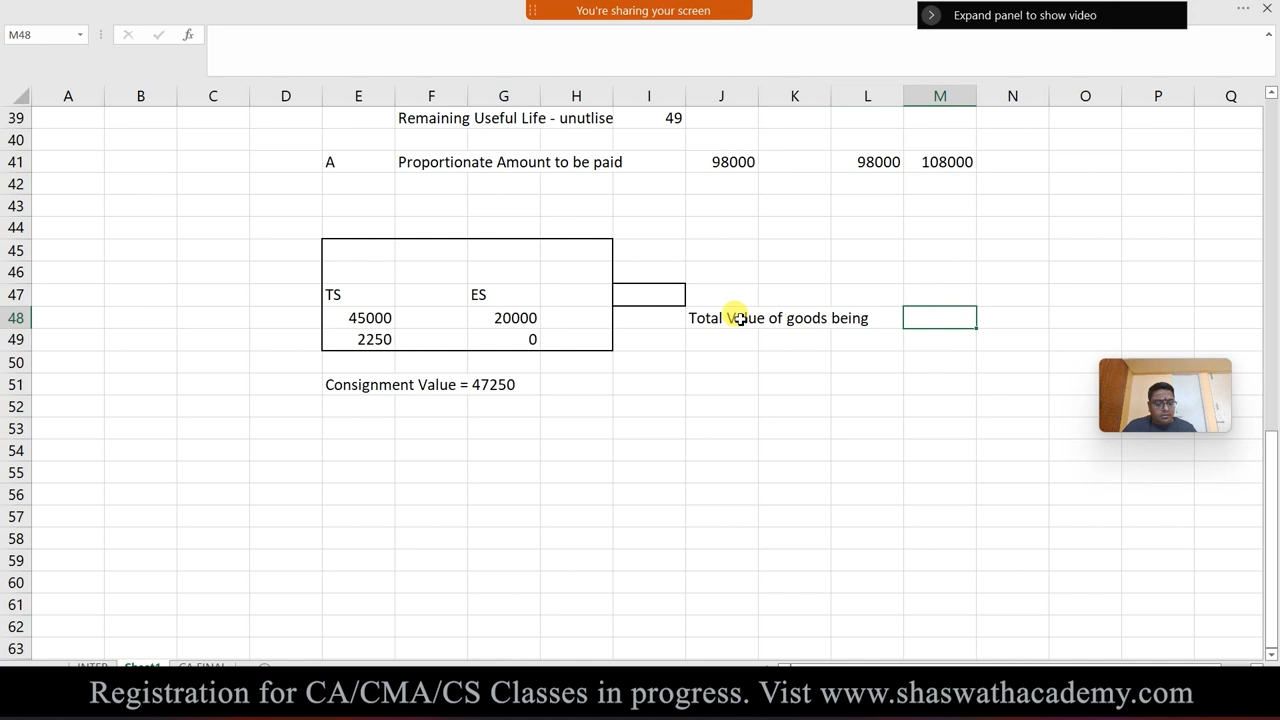 You're sharing your screen
Expand panel to show video
M48
fx
A B C D E F G H I J K L M N O P Q
39 Remaining Useful Life - unutlise 49
40
41 A Proportionate Amount to be paid 98000 98000 108000
42
43
44
45
46
47 TS ES
48 45000 20000 Total Value of goods being
49 2250 0
50
51 Consignment Value = 47250
52
53
54
55
56
57
58
59
60
61
62
63
INTER Sheet1 CA FINAL
Registration for CA/CMA/CS Classes in progress. Vist www.shaswathacademy.com